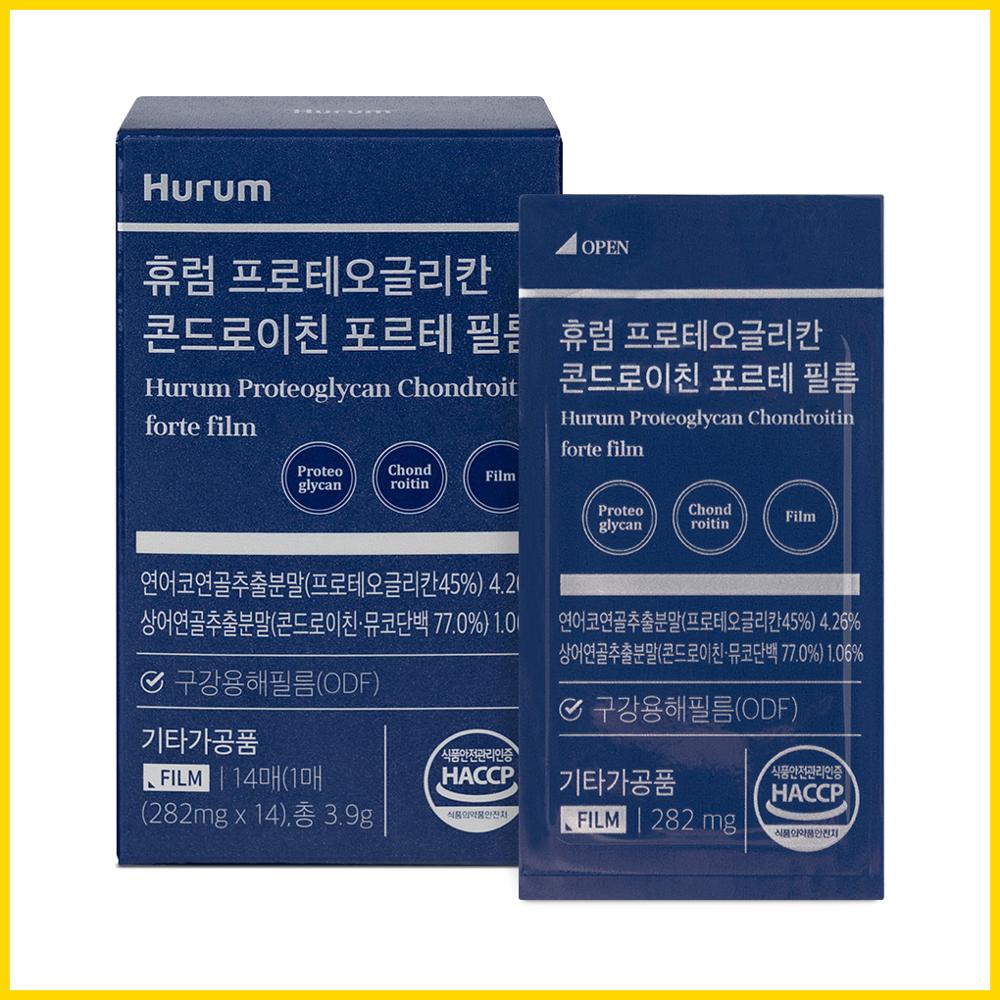 Hurum
Hurum
휴럼 프로테오글리칸
콘드로이친 포르테 필름
Hurum Proteoglycan Chondroit
forte film
Proteo
glycan
Chond
roitin
Film
연어코연골추출분말(프로테오글리칸45%) 4.26
상어연골추출분말(콘드로이친·뮤코단백 77.0%) 1.06
구강용해필름(ODF)
기타가공품
FILM 14매(1매
(282mg x 14),총 3.9g
식품안전관리인증
HACCP
식품의약품안전처
OPEN
휴럼 프로테오글리칸
콘드로이친 포르테 필름
Hurum Proteoglycan Chondroitin
forte film
Proteo
glycan
Chond
roitin
Film
연어코연골추출분말(프로테오글리칸45%) 4.26%
상어연골추출분말(콘드로이친·뮤코단백 77.0%) 1.06%
구강용해필름(ODF)
기타가공품
FILM 282 mg
식품안전관리인증
HACCP
식품의약품안전처